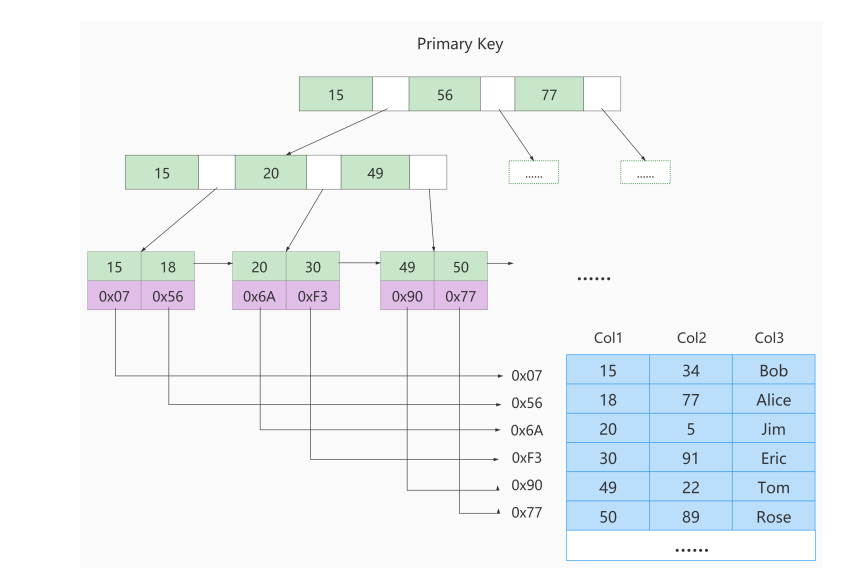 Primary Key
15 56 77
15 20 49
...... ......
15 18 20 30 49 50
0x07 0x56 0x6A 0xF3 0x90 0x77
......
Col1 Col2 Col3
0x07 15 34 Bob
0x56 18 77 Alice
0x6A 20 5 Jim
0xF3 30 91 Eric
0x90 49 22 Tom
0x77 50 89 Rose
......